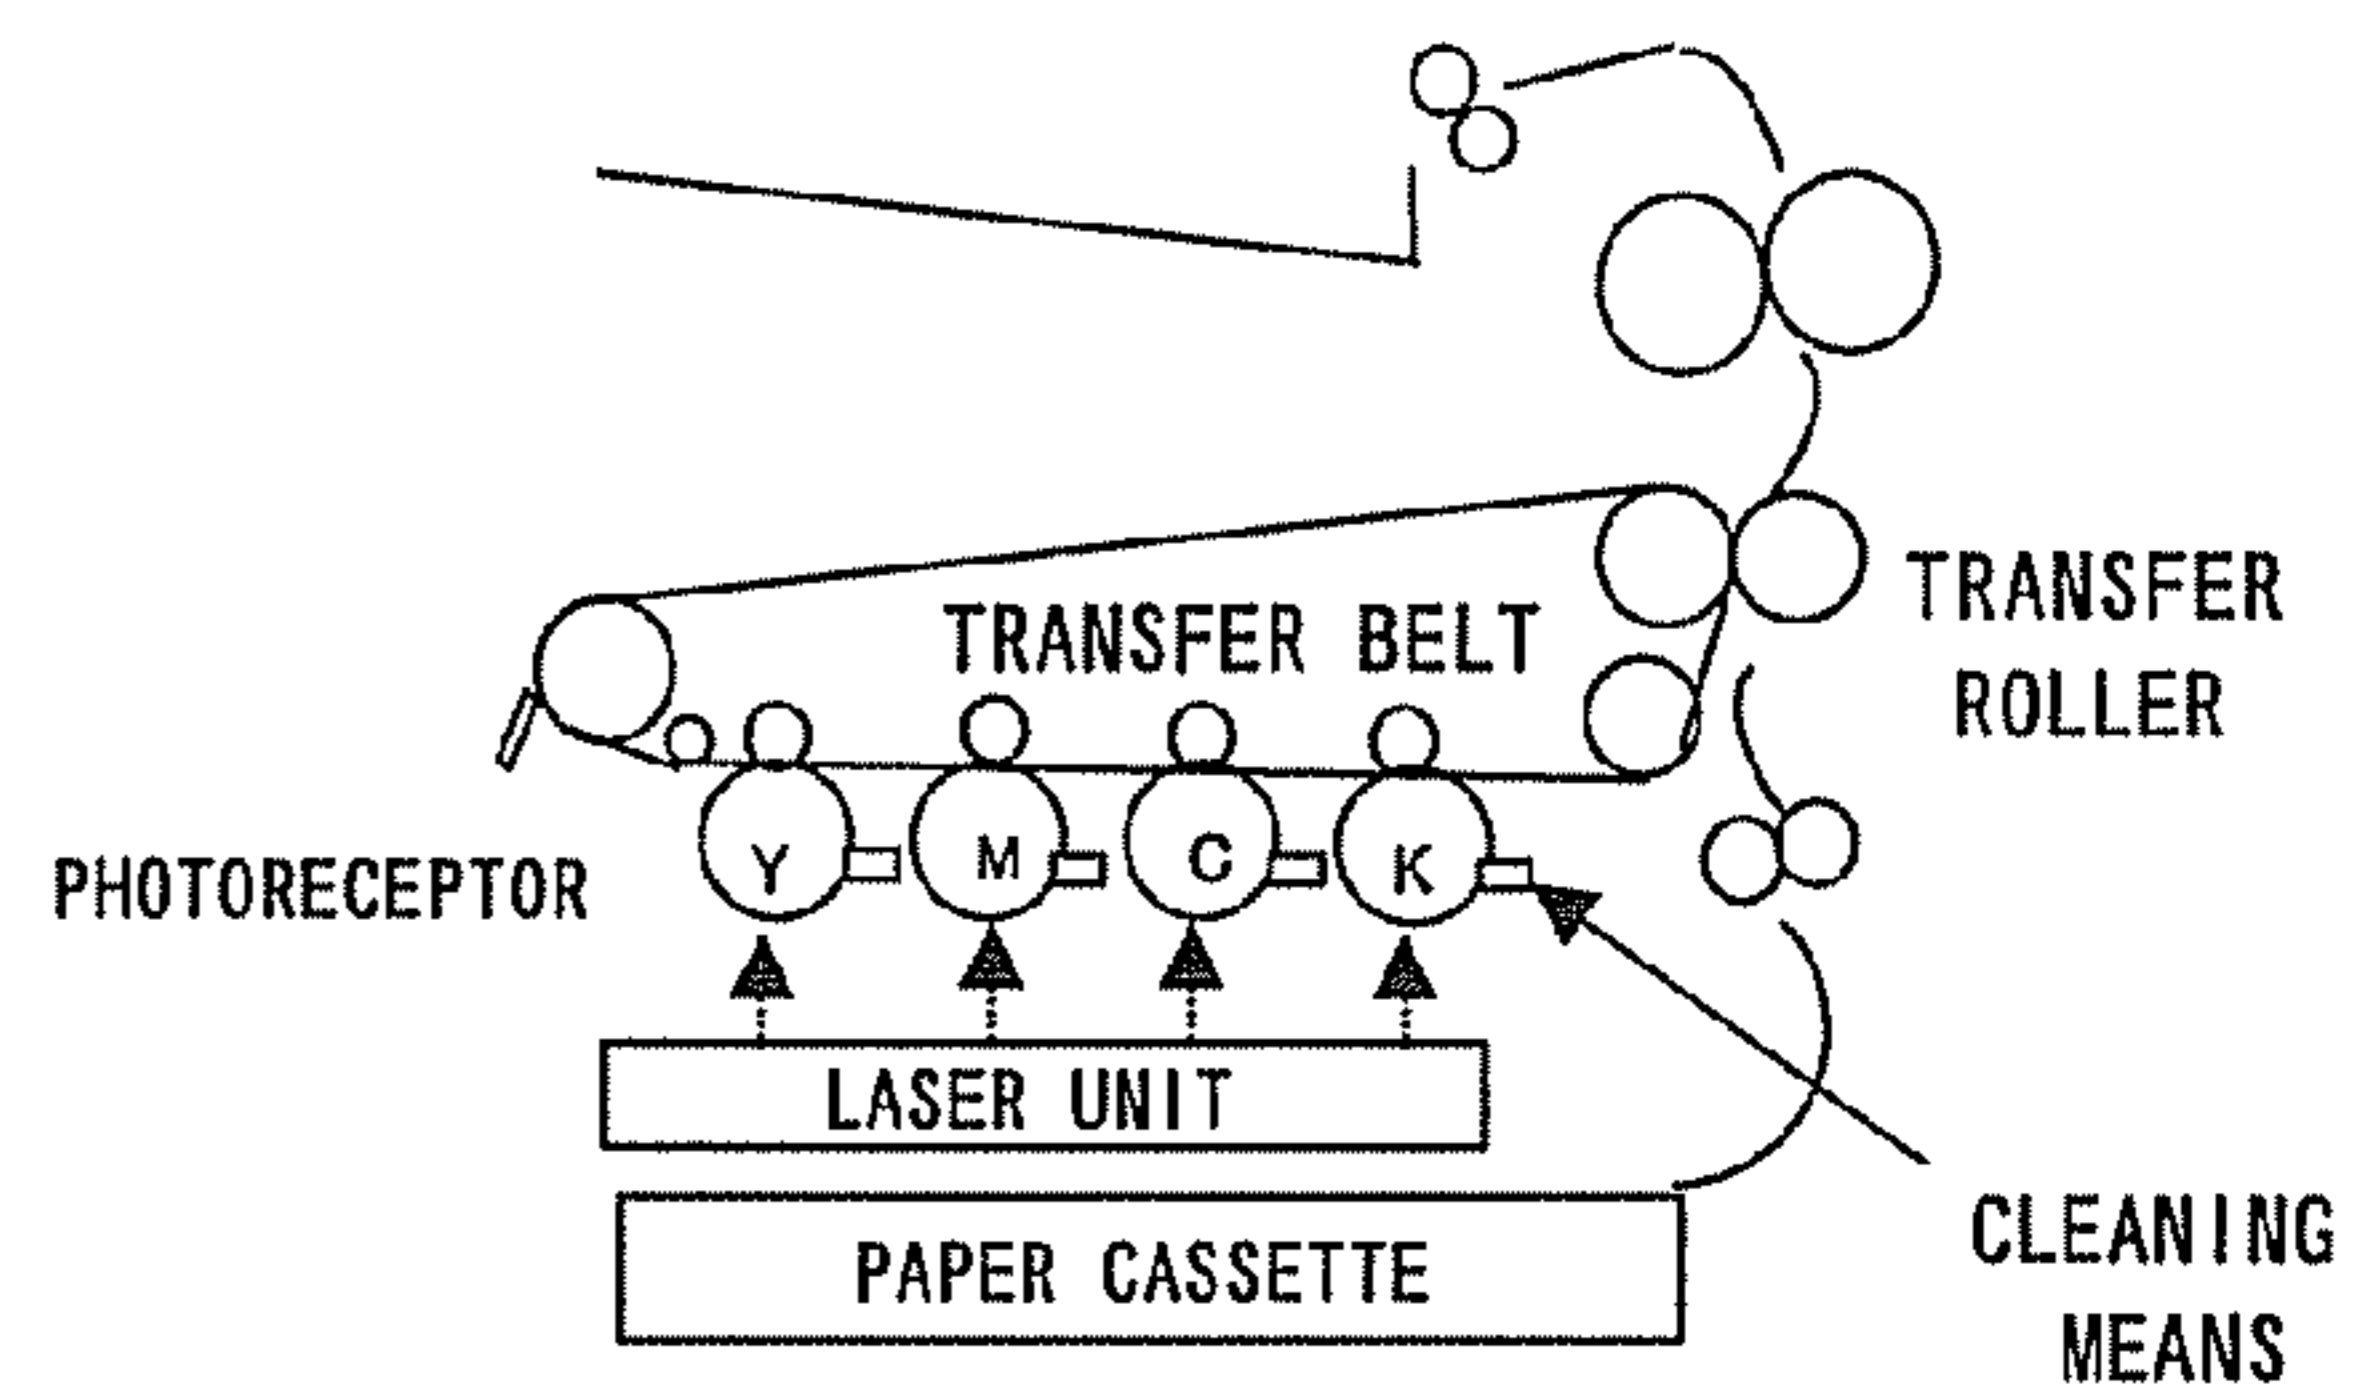 TRANSFER BELT
TRANSFER
ROLLER
PHOTORECEPTOR
Y M C K
LASER UNIT
PAPER CASSETTE
CLEANING
MEANS